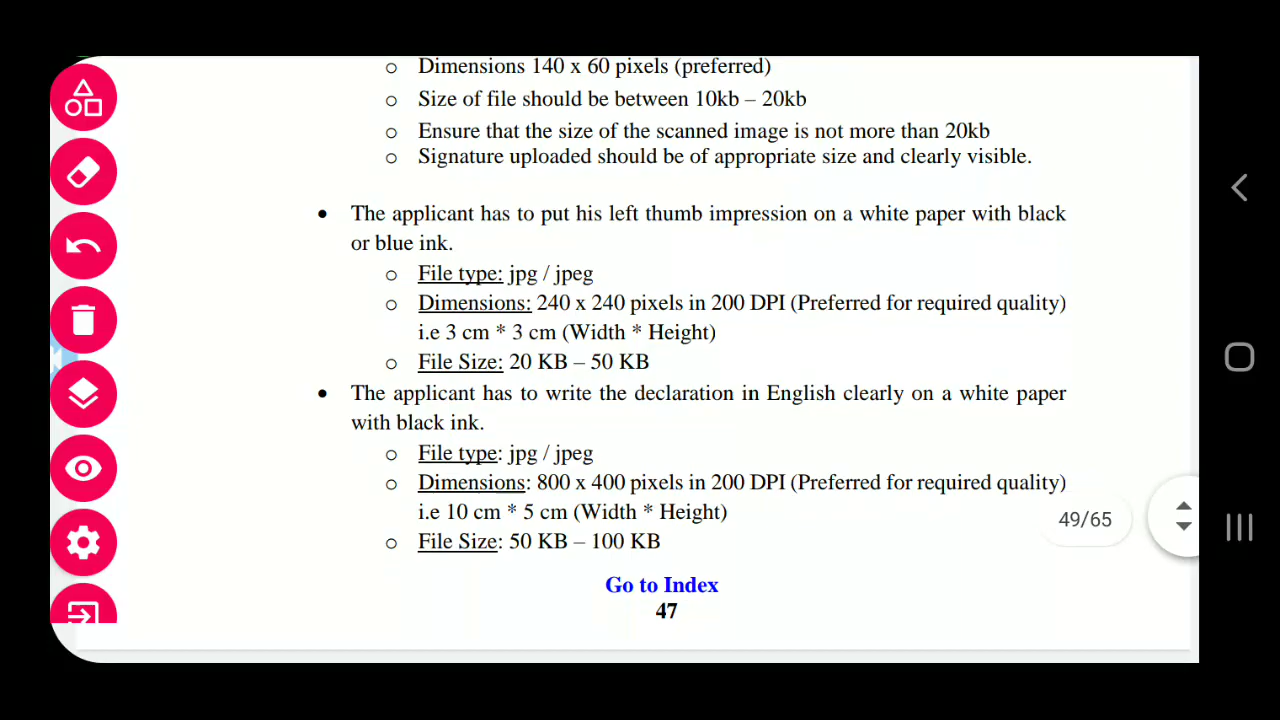 o Dimensions 140 x 60 pixels (preferred)
o Size of file should be between 10kb – 20kb
o Ensure that the size of the scanned image is not more than 20kb
o Signature uploaded should be of appropriate size and clearly visible.
• The applicant has to put his left thumb impression on a white paper with black
or blue ink.
o File type: jpg / jpeg
o Dimensions: 240 x 240 pixels in 200 DPI (Preferred for required quality)
i.e 3 cm * 3 cm (Width * Height)
o File Size: 20 KB – 50 KB
• The applicant has to write the declaration in English clearly on a white paper
with black ink.
o File type: jpg / jpeg
o Dimensions: 800 x 400 pixels in 200 DPI (Preferred for required quality)
i.e 10 cm * 5 cm (Width * Height)
49/65
o File Size: 50 KB – 100 KB
Go to Index
47